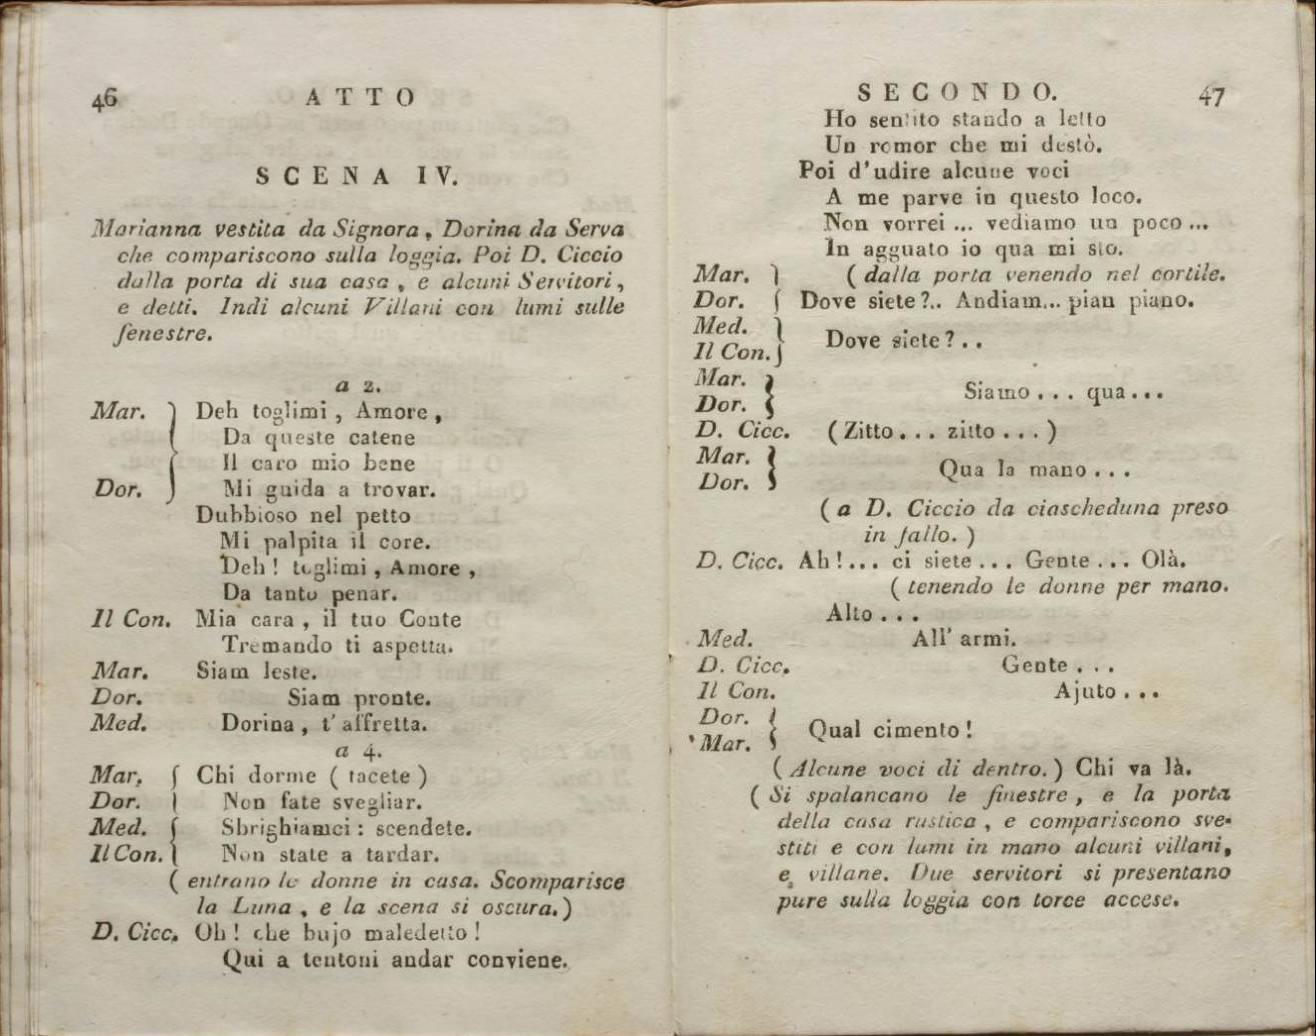 46
ATTO
SCENA IV.
Marianna vestita da Signora, Dorina da Serva
che compariscono sulla loggia. Poi D. Ciccio
dalla porta di sua casa, e alcuni Servitori,
e detti. Indi alcuni Villani con lumi sulle
fenestre.
a 2.
Mar. Deh toglimi, Amore,
Da queste catene
Il caro mio bene
Dor. Mi guida a trovar.
Dubbioso nel petto
Mi palpita il core.
Deh! toglimi, Amore,
Da tanto penar.
Il Con. Mia cara, il tuo Conte
Tremando ti aspetta.
Mar. Siam leste.
Dor. Siam pronte.
Med. Dorina, t'affretta.
a 4.
Mar. Chi dorme (tacete)
Dor. Non fate svegliar.
Med. Sbrighiamci: scendete.
Il Con. Non state a tardar.
(entrano le donne in casa. Scomparisce
la Luna, e la scena si oscura.)
D. Cicc. Oh! che bujo maledetto!
Qui a tentoni andar conviene.
SECONDO.
47
Ho sentito stando a letto
Un romor che mi destò.
Poi d'udire alcune voci
A me parve in questo loco.
Non vorrei ... vediamo un poco ...
In agguato io qua mi sto.
Mar. (dalla porta venendo nel cortile.
Dor. Dove siete?.. Andiam... pian piano.
Med.
Il Con. Dove siete?..
Mar.
Dor. Siamo... qua...
D. Cicc. (Zitto... zitto...)
Mar.
Dor. Qua la mano...
(a D. Ciccio da ciascheduna preso
in fallo.)
D. Cicc. Ah!... ci siete... Gente... Olà.
(tenendo le donne per mano.
Alto...
Med. All' armi.
D. Cicc. Gente...
Il Con. Ajuto...
Dor.
Mar. Qual cimento!
(Alcune voci di dentro.) Chi va là.
(Si spalancano le finestre, e la porta
della casa rustica, e compariscono sve-
stiti e con lumi in mano alcuni villani,
e villane. Due servitori si presentano
pure sulla loggia con torce accese.